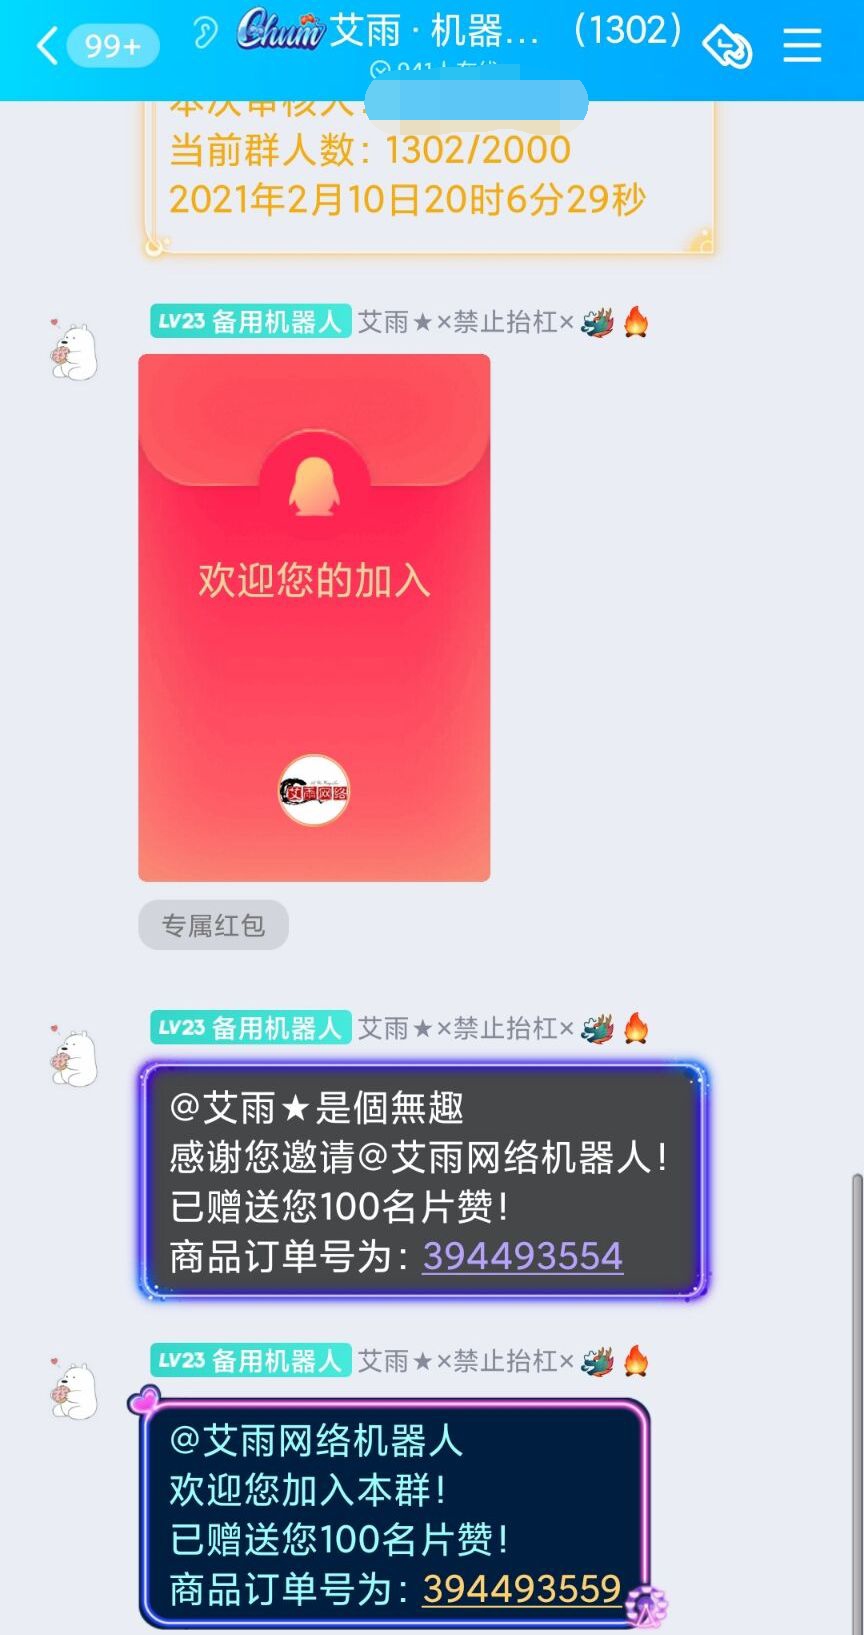 99+
Chum 艾雨 · 机器... (1302)
当前群人数：1302/2000
2021年2月10日20时6分29秒
LV23 备用机器人 艾雨★×禁止抬杠×
欢迎您的加入
艾雨网络
专属红包
LV23 备用机器人 艾雨★×禁止抬杠×
@艾雨★是個無趣
感谢您邀请@艾雨网络机器人！
已赠送您100名片赞！
商品订单号为：394493554
LV23 备用机器人 艾雨★×禁止抬杠×
@艾雨网络机器人
欢迎您加入本群！
已赠送您100名片赞！
商品订单号为：394493559